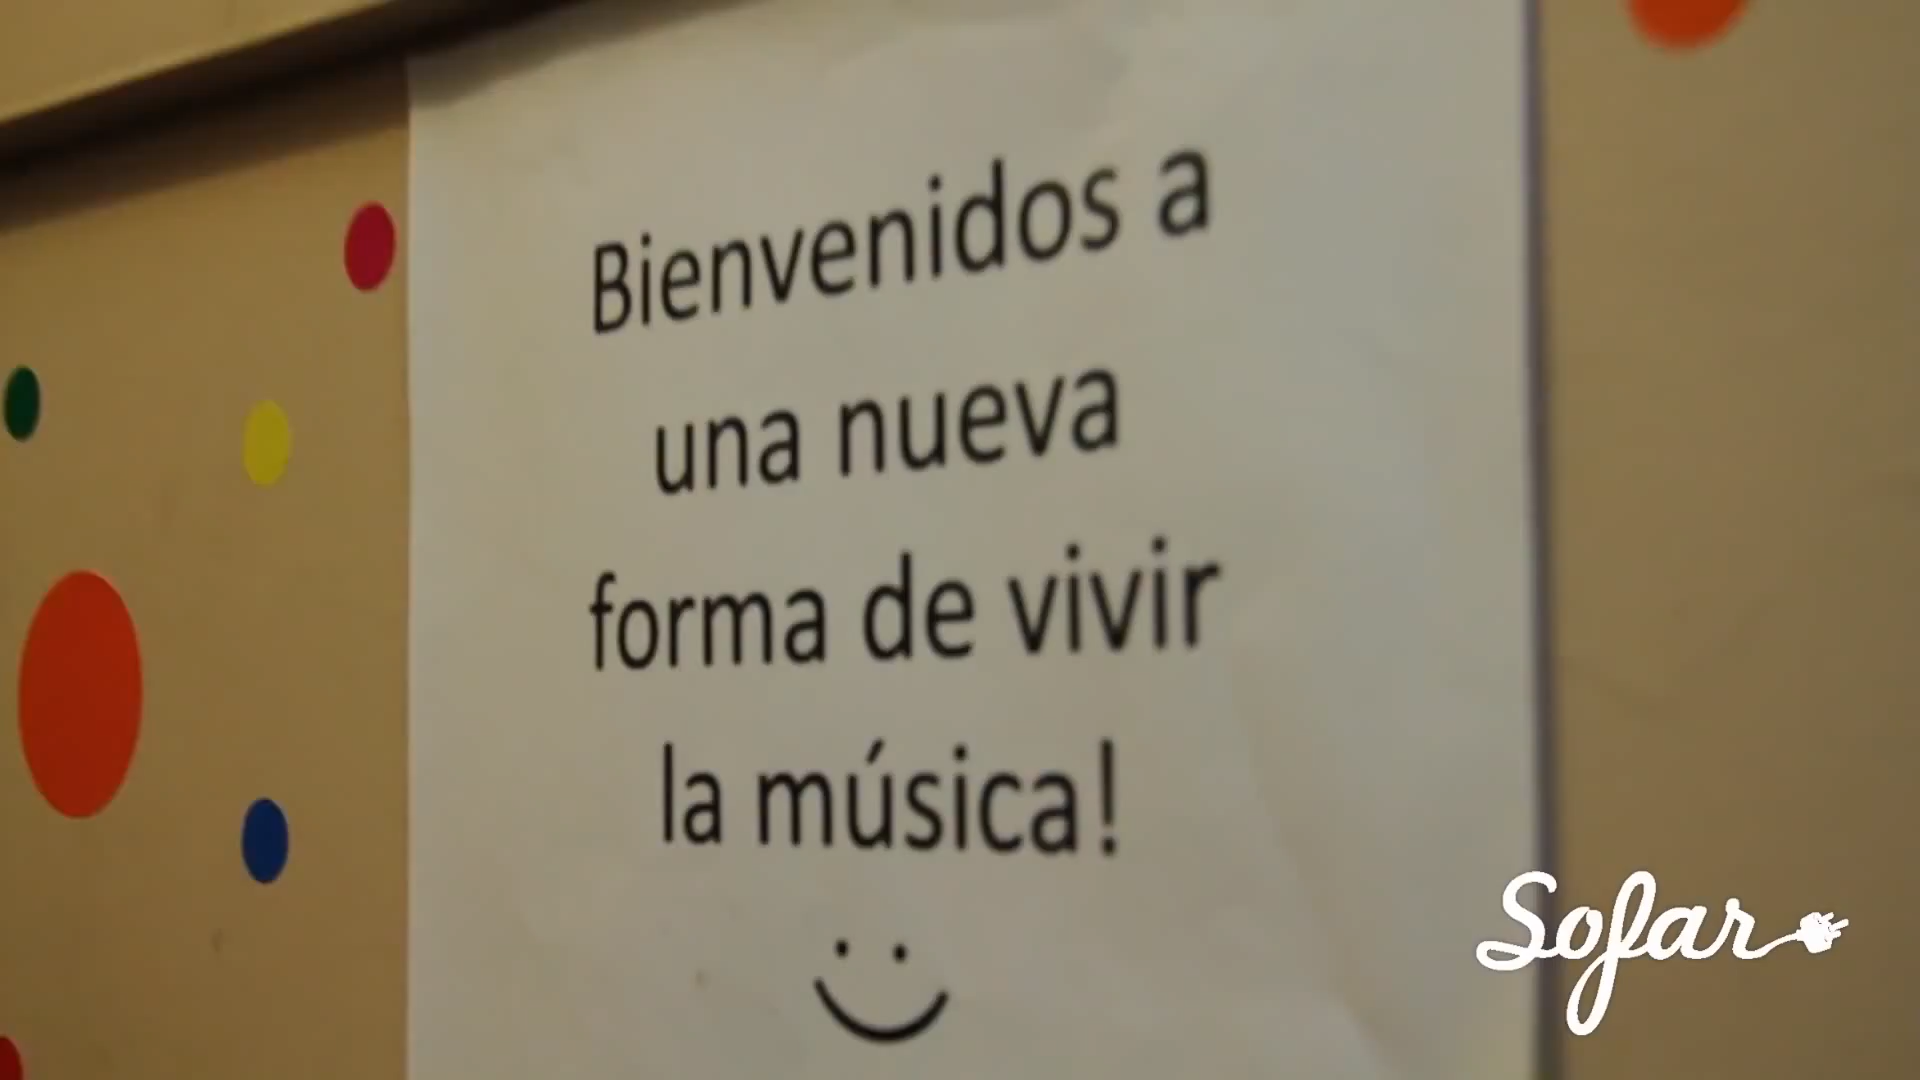 Bienvenidos a
una nueva
forma de vivir
la música!
Sofar